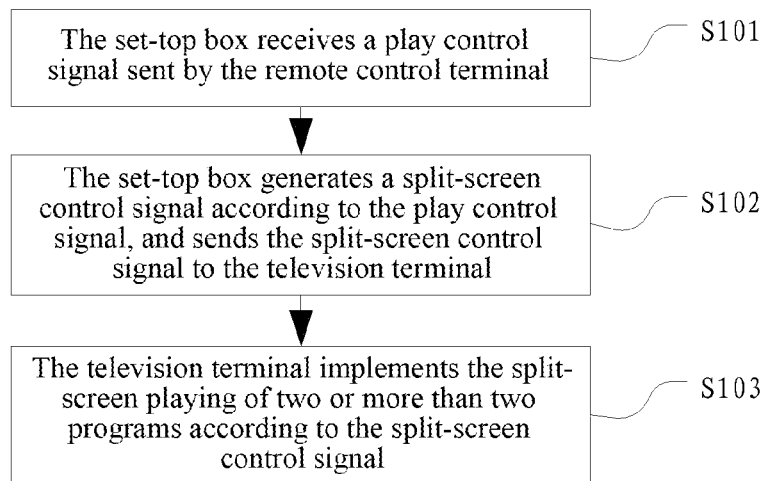 The set-top box receives a play control
signal sent by the remote control terminal
S101
The set-top box generates a split-screen
control signal according to the play control
signal, and sends the split-screen control
signal to the television terminal
S102
The television terminal implements the split-
screen playing of two or more than two
programs according to the split-screen
control signal
S103